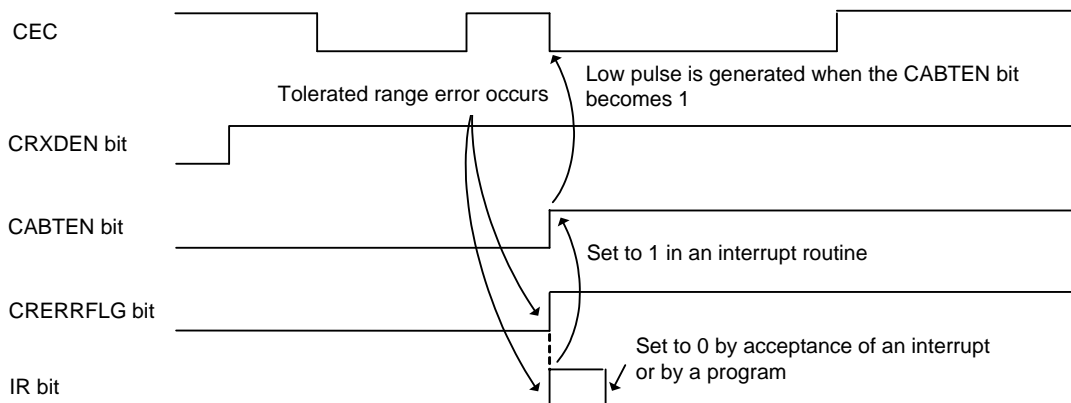 CEC
Low pulse is generated when the CABTEN bit
becomes 1
Tolerated range error occurs
CRXDEN bit
CABTEN bit
Set to 1 in an interrupt routine
CRERRFLG bit
Set to 0 by acceptance of an interrupt
or by a program
IR bit